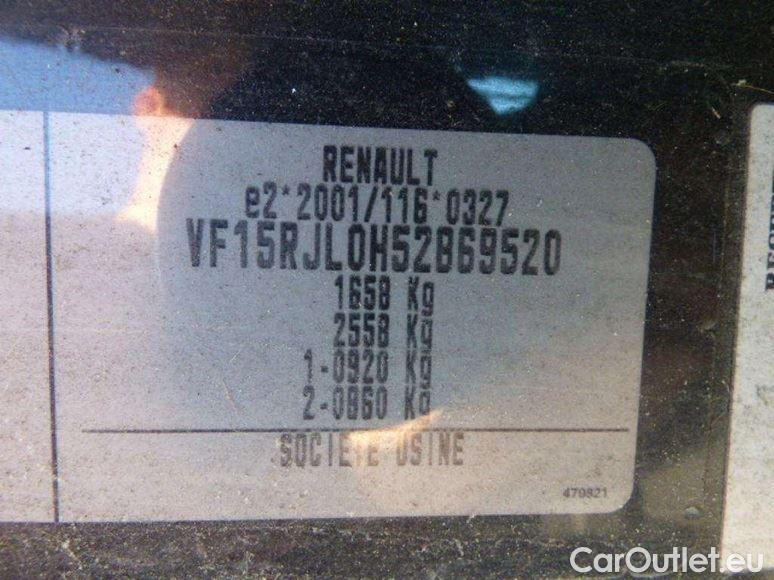 RENAULT
e2*2001/116*0327
VF15RJL0H52869520
1658 Kg
2558 Kg
1-0920 Kg
2-0860 Kg
SOCIETE USINE
479821
CarOutlet.eu